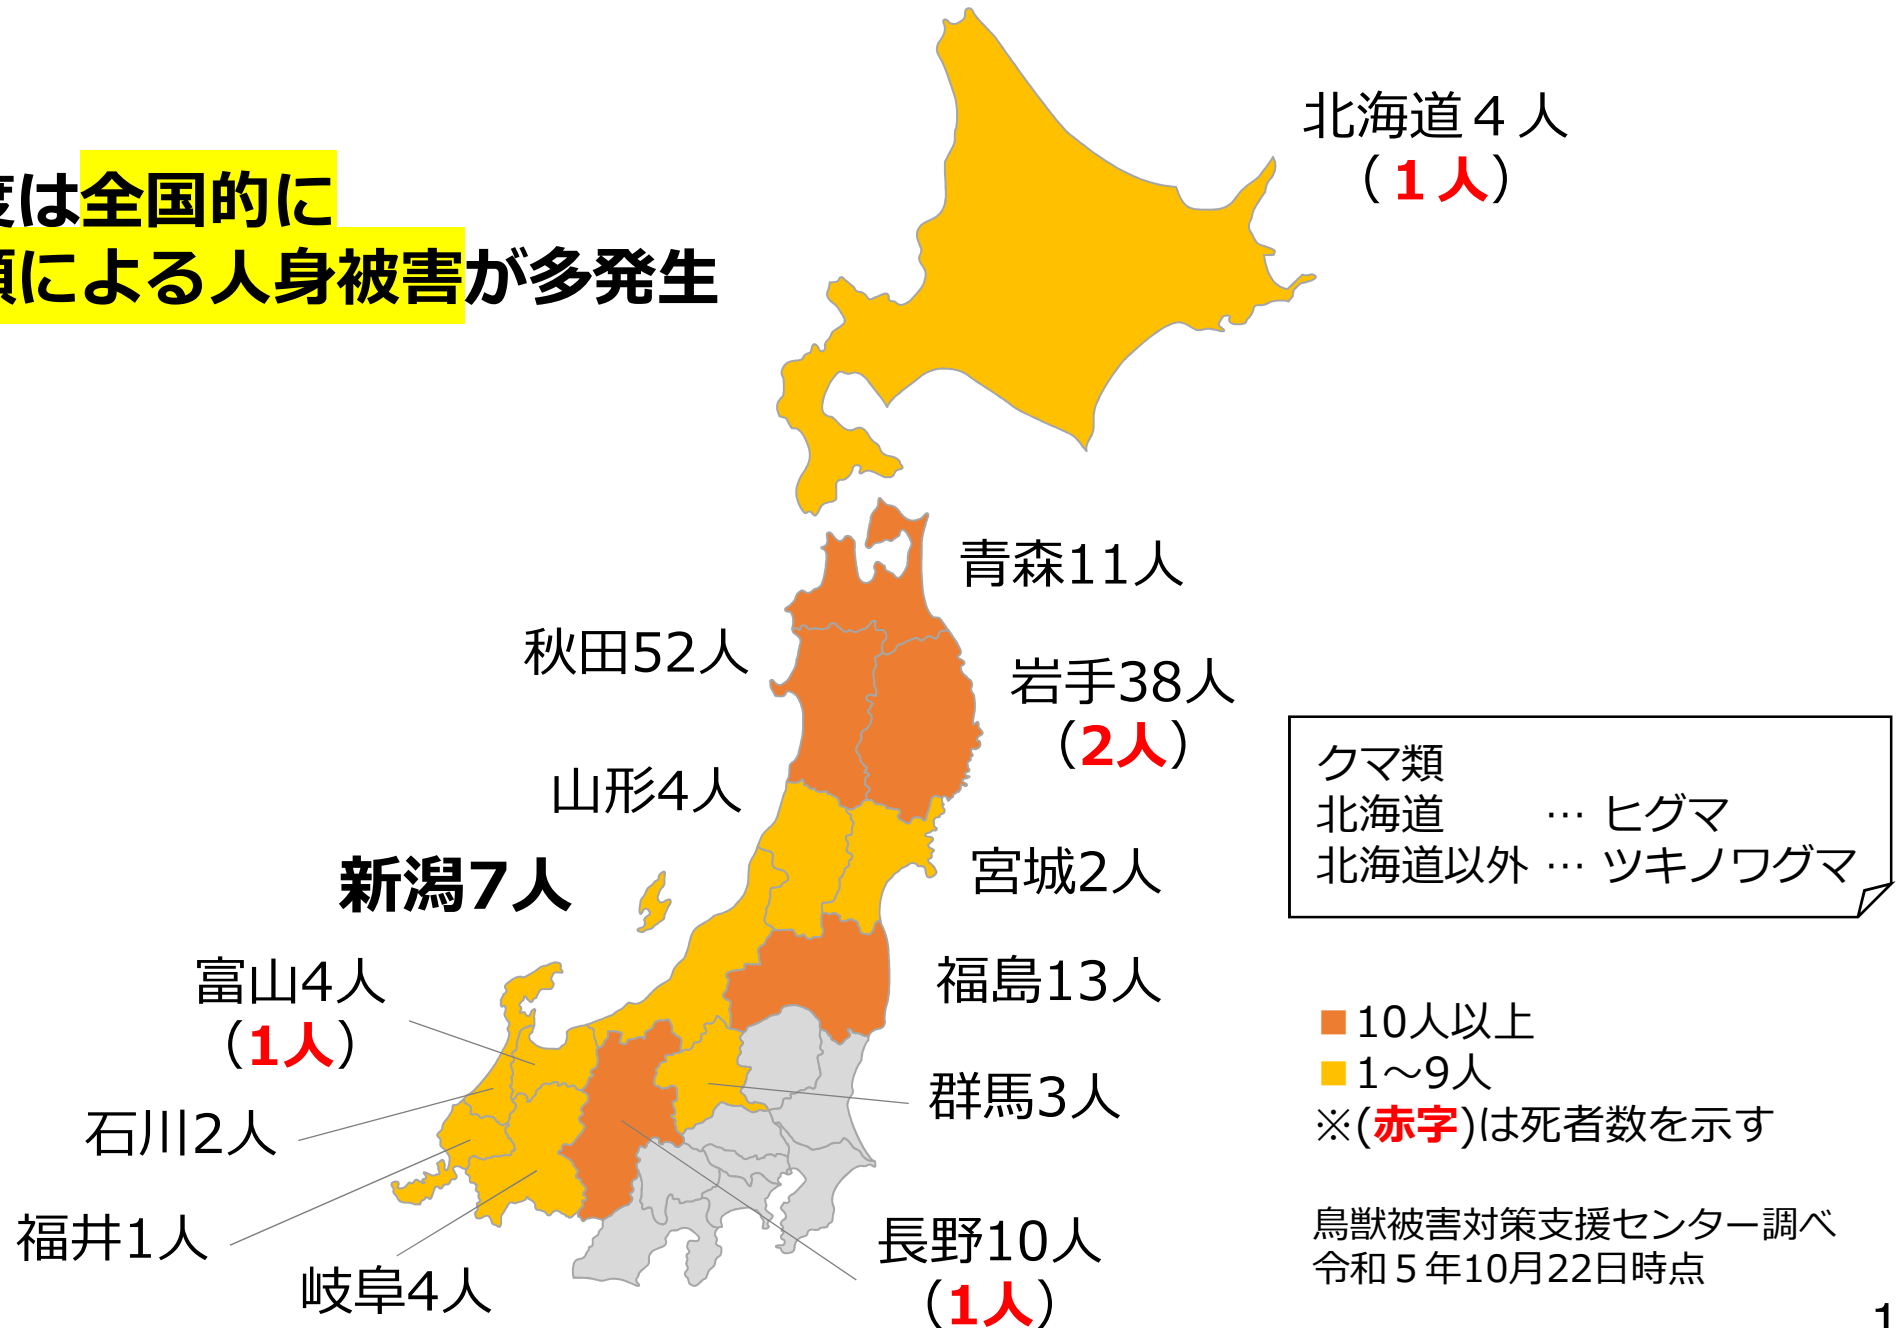 度は全国的に
類による人身被害が多発生
北海道４人
（１人）
青森11人
秋田52人
岩手38人
（2人）
山形4人
クマ類
北海道 … ヒグマ
北海道以外 … ツキノワグマ
宮城2人
新潟7人
富山4人
（1人）
福島13人
10人以上
1～9人
※(赤字)は死者数を示す
群馬3人
石川2人
福井1人
岐阜4人
長野10人
（1人）
鳥獣被害対策支援センター調べ
令和５年10月22日時点
1